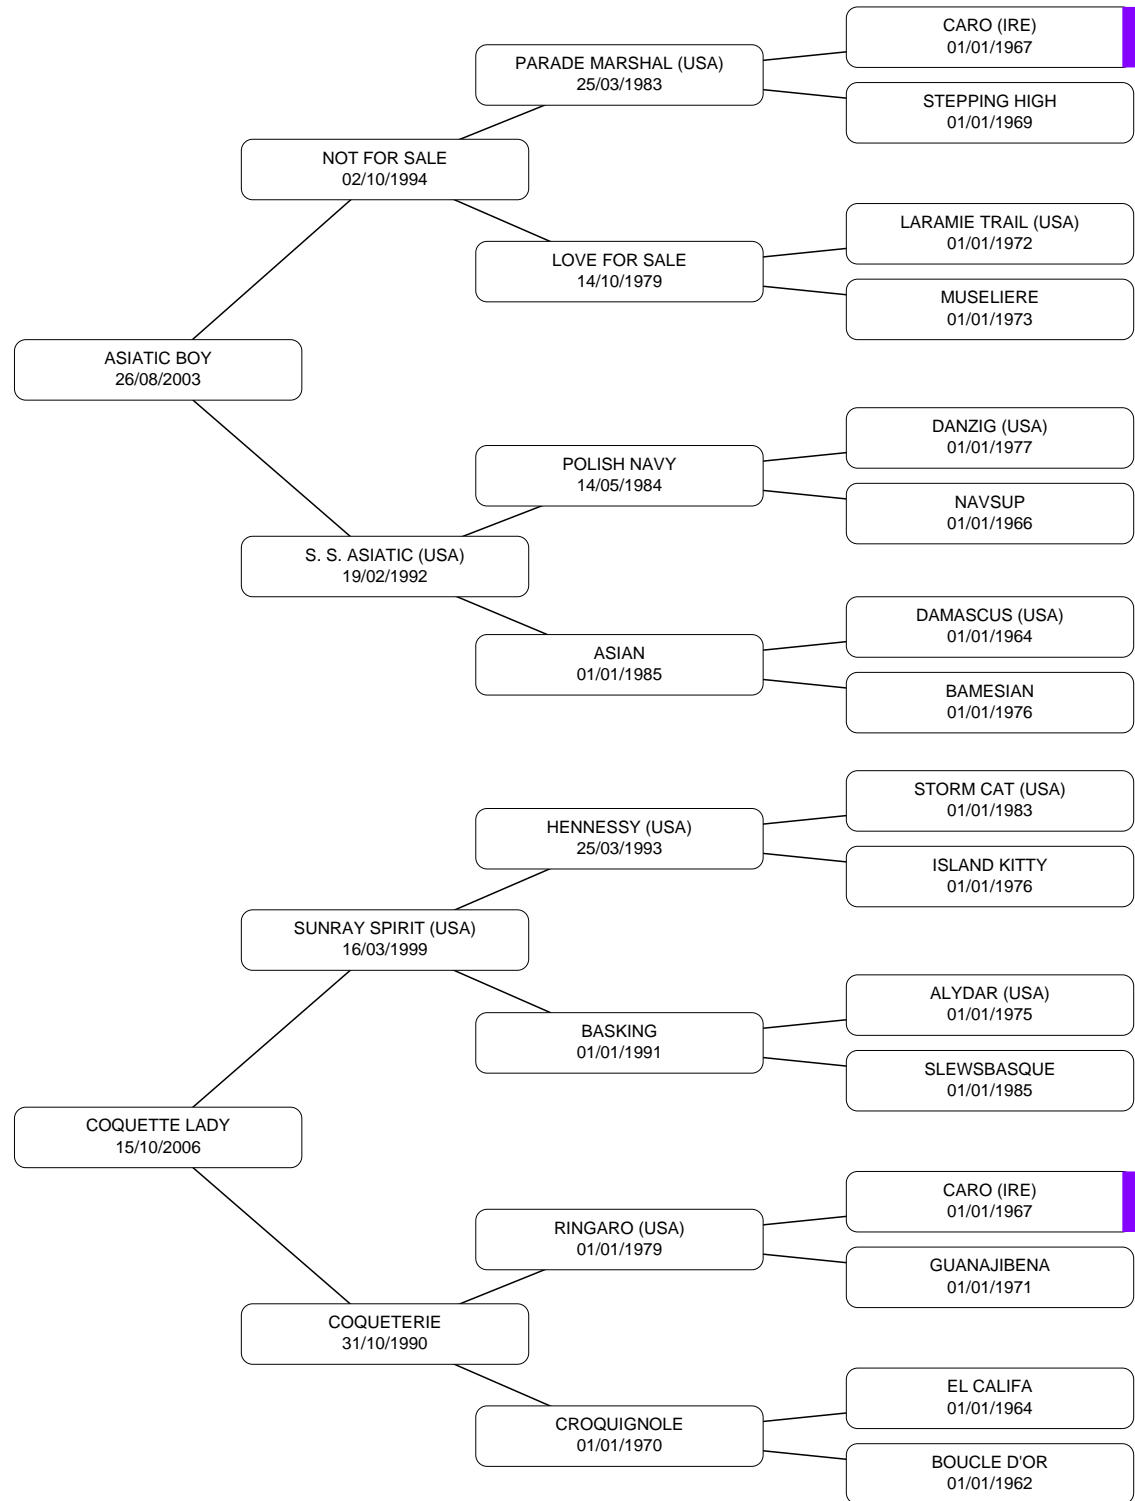 CARO (IRE)
01/01/1967
PARADE MARSHAL (USA)
25/03/1983
STEPPING HIGH
01/01/1969
NOT FOR SALE
02/10/1994
LARAMIE TRAIL (USA)
01/01/1972
LOVE FOR SALE
14/10/1979
MUSELIERE
01/01/1973
ASIATIC BOY
26/08/2003
DANZIG (USA)
01/01/1977
POLISH NAVY
14/05/1984
NAVSUP
01/01/1966
S. S. ASIATIC (USA)
19/02/1992
DAMASCUS (USA)
01/01/1964
ASIAN
01/01/1985
BAMESIAN
01/01/1976
STORM CAT (USA)
01/01/1983
HENNESSY (USA)
25/03/1993
ISLAND KITTY
01/01/1976
SUNRAY SPIRIT (USA)
16/03/1999
ALYDAR (USA)
01/01/1975
BASKING
01/01/1991
SLEWSBASQUE
01/01/1985
COQUETTE LADY
15/10/2006
CARO (IRE)
01/01/1967
RINGARO (USA)
01/01/1979
GUANAJIBENA
01/01/1971
COQUETERIE
31/10/1990
EL CALIFA
01/01/1964
CROQUIGNOLE
01/01/1970
BOUCLE D'OR
01/01/1962